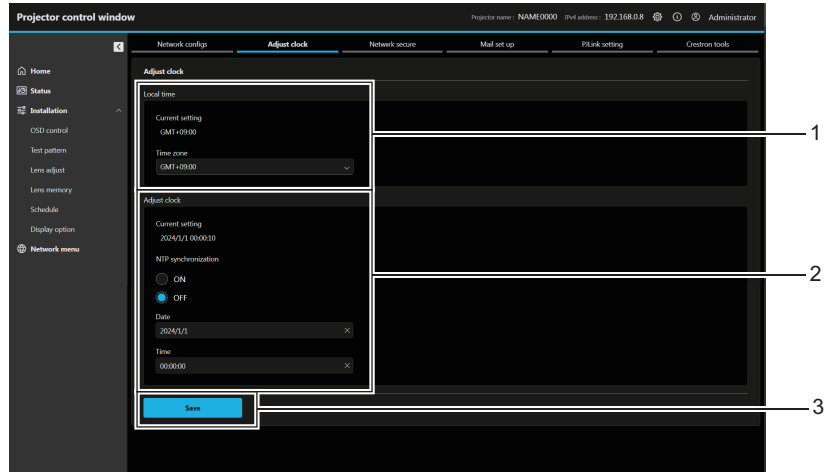 Projector control window
Projector name : NAME0000 IPv4 address : 192.168.0.8 Administrator
Network configs Adjust clock Network secure Mail set up PJLink setting Crestron tools
Home
Status
Installation
OSD control
Test pattern
Lens adjust
Lens memory
Schedule
Display option
Network menu
Adjust clock
Local time
Current setting
GMT+09:00
Time zone
GMT+09:00
1
Adjust clock
Current setting
2024/1/1 00:00:10
NTP synchronization
ON
OFF
Date
2024/1/1
Time
00:00:00
2
Save
3